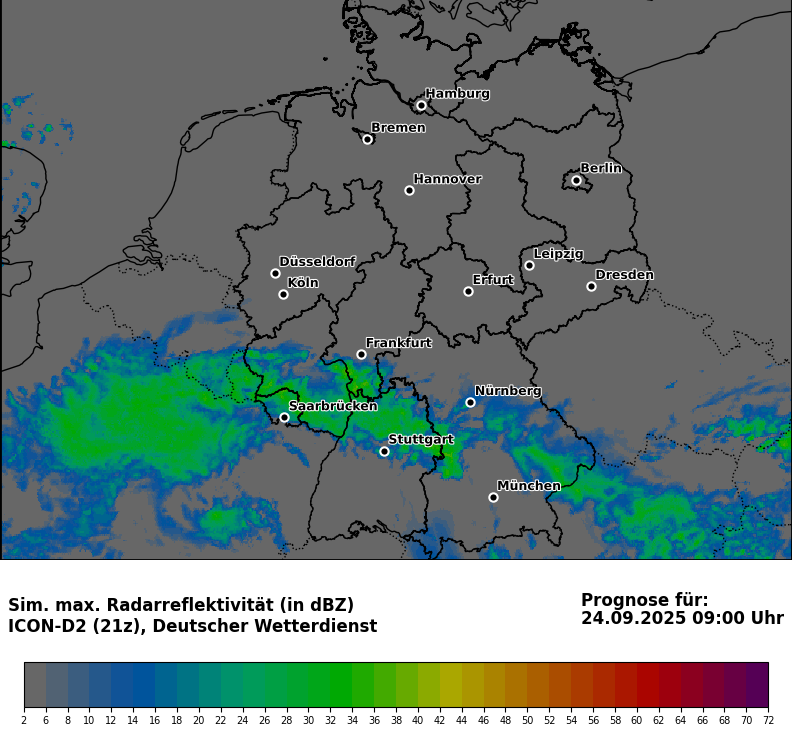 Hamburg
Bremen
Berlin
Hannover
Leipzig
Düsseldorf
Dresden
Köln
Erfurt
Frankfurt
Nürnberg
Saarbrücken
Stuttgart
München
Sim. max. Radarreflektivität (in dBZ)
ICON-D2 (21z), Deutscher Wetterdienst
Prognose für:
24.09.2025 09:00 Uhr
2 6 8 10 12 14 16 18 20 22 24 26 28 30 32 34 36 38 40 42 44 46 48 50 52 54 56 58 60 62 64 66 70 72